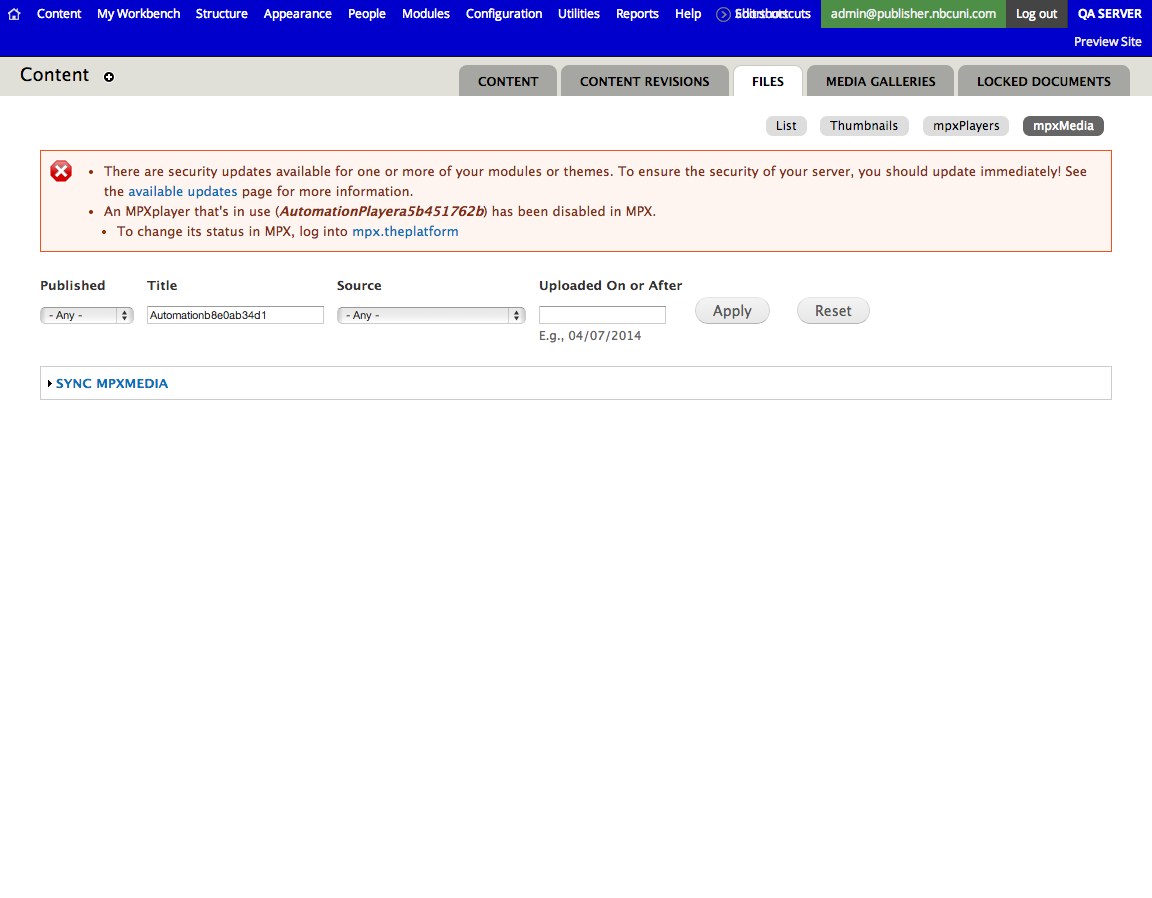 Content My Workbench Structure Appearance People Modules Configuration Utilities Reports Help admin@publisher.nbcuni.com Log out QA SERVER
Preview Site
Content
CONTENT CONTENT REVISIONS FILES MEDIA GALLERIES LOCKED DOCUMENTS
List Thumbnails mpxPlayers mpxMedia
• There are security updates available for one or more of your modules or themes. To ensure the security of your server, you should update immediately! See
the available updates page for more information.
• An MPXplayer that's in use (AutomationPlayera5b451762b) has been disabled in MPX.
• To change its status in MPX, log into mpx.theplatform
Published Title Source Uploaded On or After
- Any - Automationb8e0ab34d1 - Any - Apply Reset
E.g., 04/07/2014
SYNC MPXMEDIA